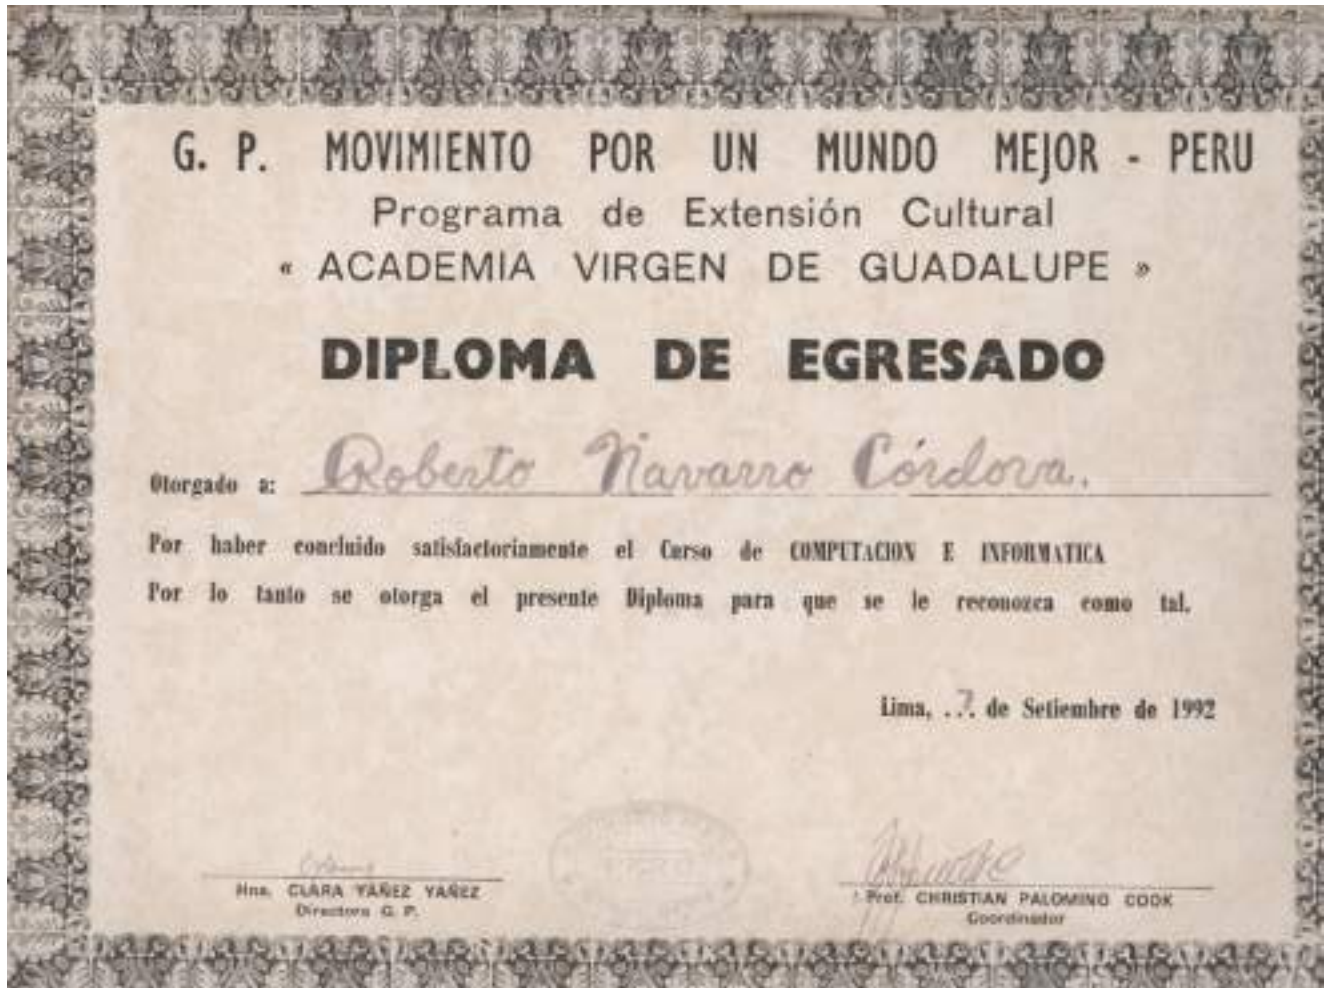 G. P. MOVIMIENTO POR UN MUNDO MEJOR - PERU
Programa de Extensión Cultural
« ACADEMIA VIRGEN DE GUADALUPE »
DIPLOMA DE EGRESADO
Otorgado a: Roberto Navarro Córdova.
Por haber concluido satisfactoriamente el Curso de COMPUTACION E INFORMATICA
Por lo tanto se otorga el presente Diploma para que se le reconozca como tal.
Lima, .7. de Setiembre de 1992
Hna. CLARA YAÑEZ YAÑEZ
Directora G. P.
Prof. CHRISTIAN PALOMINO COOK
Coordinador